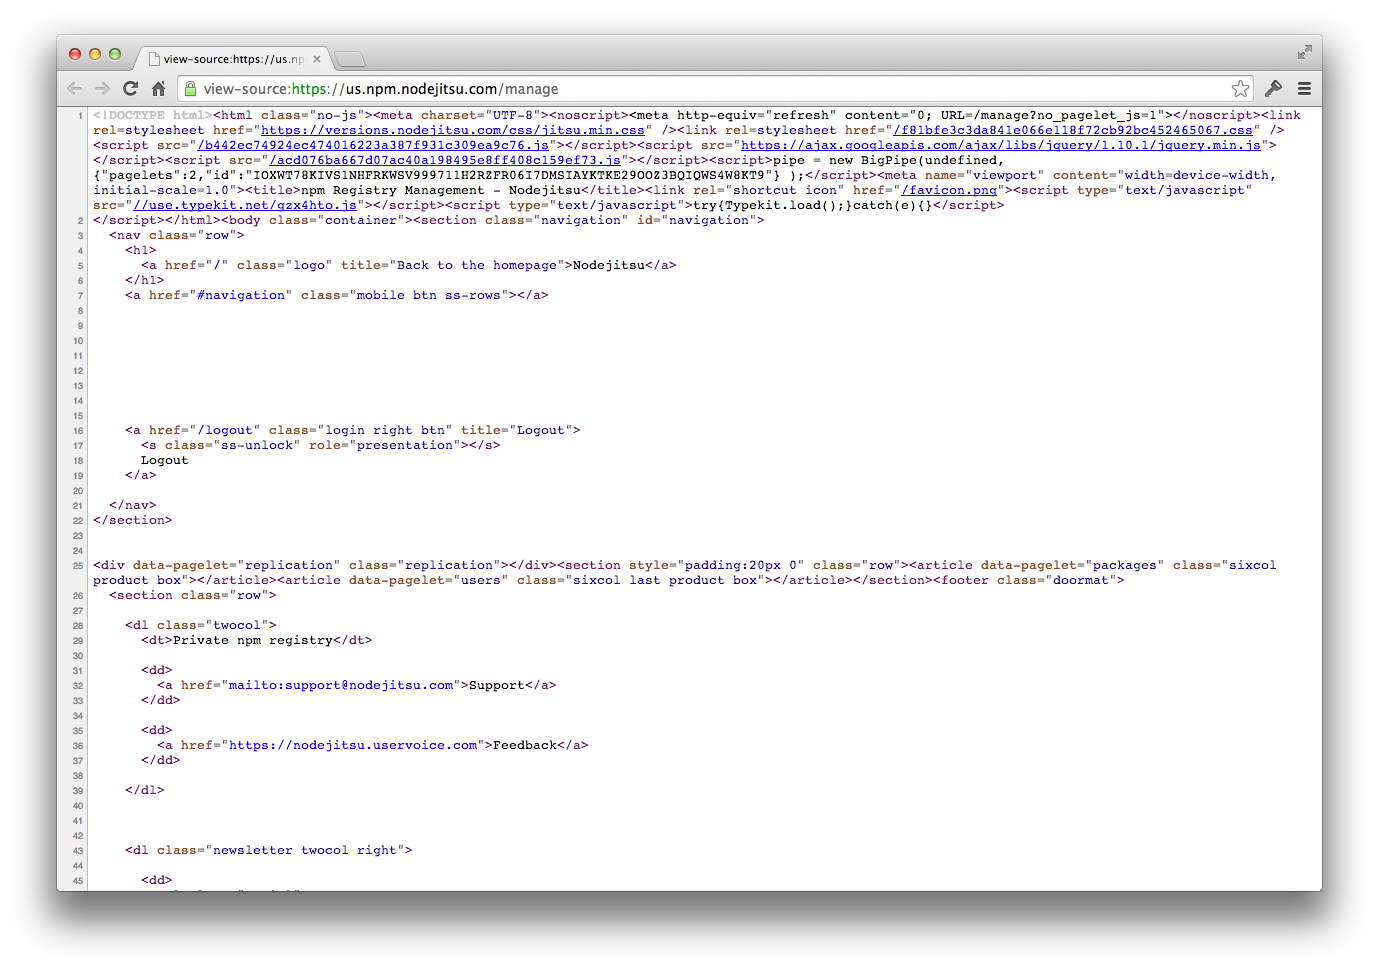 view-source:https://us.np
view-source:https://us.npm.nodejitsu.com/manage
1 <!DOCTYPE html><html class="no-js"><meta charset="UTF-8"><noscript><meta http-equiv="refresh" content="0; URL=/manage?no_pagelet_js=1"></noscript><link
rel=stylesheet href="https://versions.nodejitsu.com/css/jitsu.min.css" /><link rel=stylesheet href="/f81bfe3c3da841e066e118f72cb92bc452465067.css" />
<script src="/b442ec74924ec474016223a387f931c309ea9c76.js"></script><script src="https://ajax.googleapis.com/ajax/libs/jquery/1.10.1/jquery.min.js">
</script><script src="/acd076ba667d07ac40a198495e8ff408c159ef73.js"></script><script>pipe = new BigPipe(undefined,
{"pagelets":2,"id":"IOXWT78KIVS1NHFRKWSV999711H2RZFR06I7DMSIAYKTKE29OOZ3BQIQWS4W8KT9"} );</script><meta name="viewport" content="width=device-width,
initial-scale=1.0"><title>npm Registry Management - Nodejitsu</title><link rel="shortcut icon" href="/favicon.png"><script type="text/javascript"
src="//use.typekit.net/gzx4hto.js"></script><script type="text/javascript">try{Typekit.load();}catch(e){}</script>
2 </script></html><body class="container"><section class="navigation" id="navigation">
3 <nav class="row">
4 <h1>
5 <a href="/" class="logo" title="Back to the homepage">Nodejitsu</a>
6 </h1>
7 <a href="#navigation" class="mobile btn ss-rows"></a>
8
9
10
11
12
13
14
15
16 <a href="/logout" class="login right btn" title="Logout">
17 <s class="ss-unlock" role="presentation"></s>
18 Logout
19 </a>
20
21 </nav>
22 </section>
23
24
25 <div data-pagelet="replication" class="replication"></div><section style="padding:20px 0" class="row"><article data-pagelet="packages" class="sixcol
product box"></article><article data-pagelet="users" class="sixcol last product box"></article></section><footer class="doormat">
26 <section class="row">
27
28 <dl class="twocol">
29 <dt>Private npm registry</dt>
30
31 <dd>
32 <a href="mailto:support@nodejitsu.com">Support</a>
33 </dd>
34
35 <dd>
36 <a href="https://nodejitsu.uservoice.com">Feedback</a>
37 </dd>
38
39 </dl>
40
41
42
43 <dl class="newsletter twocol right">
44
45 <dd>